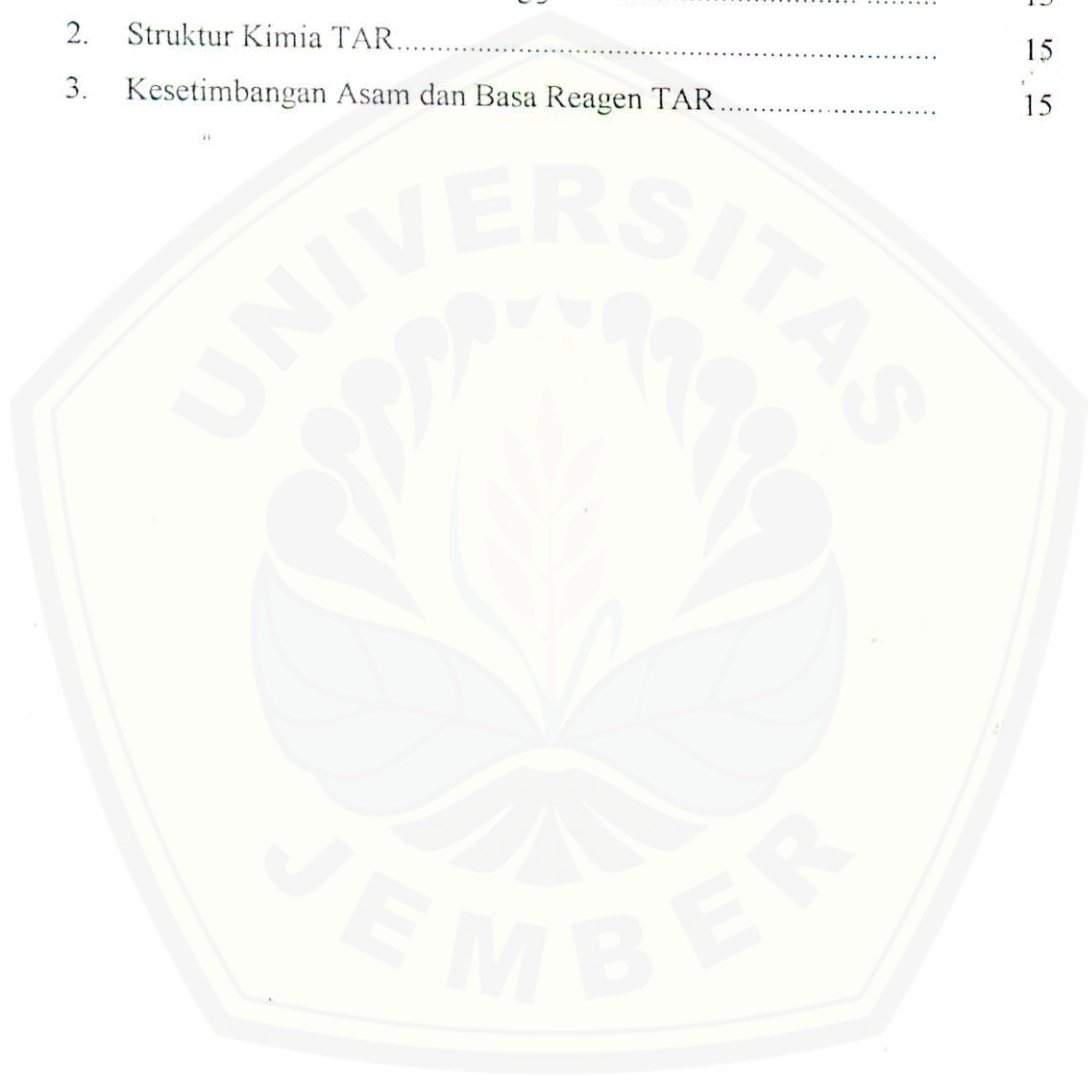 2. Struktur Kimia TAR.......................................................... 15
3. Kesetimbangan Asam dan Basa Reagen TAR......................... 15
UNIVERSITAS
JEMBER